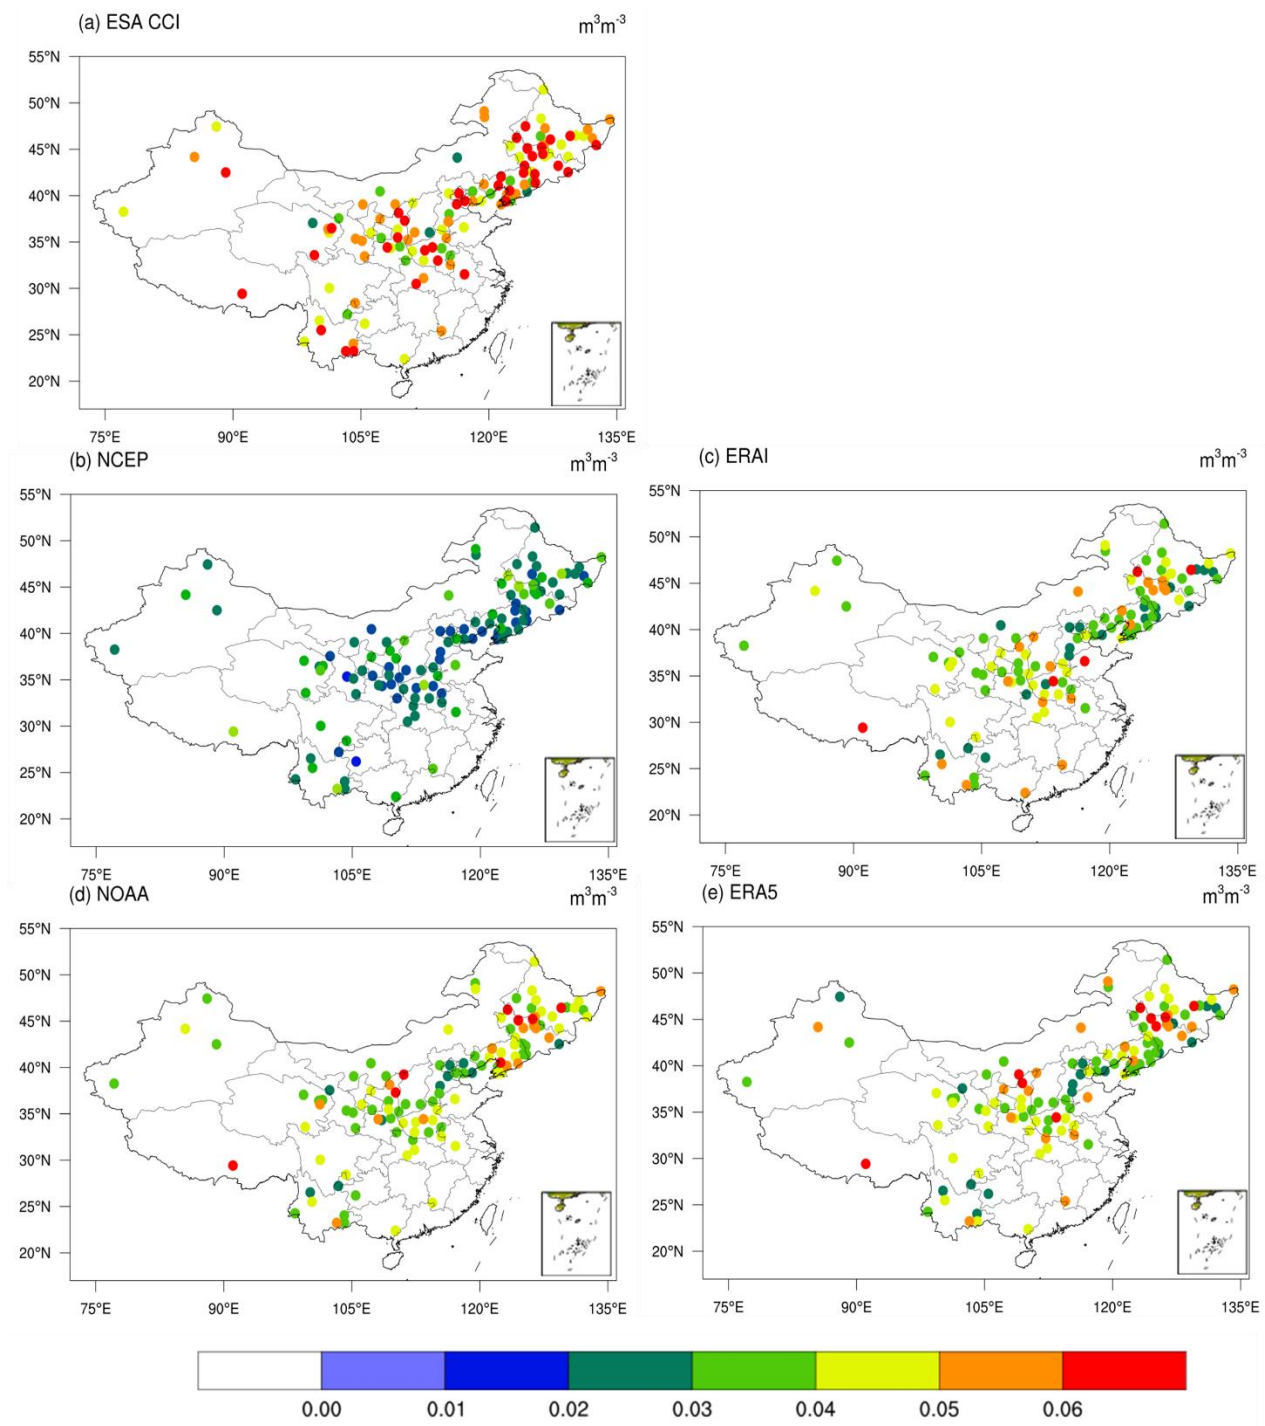 (a) ESA CCI
m³m⁻³
55°N
50°N
45°N
40°N
35°N
30°N
25°N
20°N
75°E 90°E 105°E 120°E 135°E
(b) NCEP
m³m⁻³
55°N
50°N
45°N
40°N
35°N
30°N
25°N
20°N
75°E 90°E 105°E 120°E 135°E
(c) ERAI
m³m⁻³
55°N
50°N
45°N
40°N
35°N
30°N
25°N
20°N
75°E 90°E 105°E 120°E 135°E
(d) NOAA
m³m⁻³
55°N
50°N
45°N
40°N
35°N
30°N
25°N
20°N
75°E 90°E 105°E 120°E 135°E
(e) ERA5
m³m⁻³
55°N
50°N
45°N
40°N
35°N
30°N
25°N
20°N
75°E 90°E 105°E 120°E 135°E
0.00 0.01 0.02 0.03 0.04 0.05 0.06